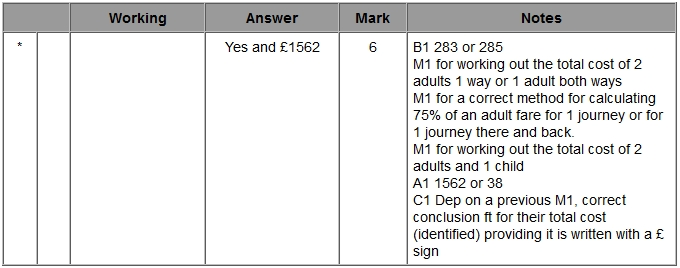 Working Answer Mark Notes
* Yes and £1562 6 B1 283 or 285
M1 for working out the total cost of 2
adults 1 way or 1 adult both ways
M1 for a correct method for calculating
75% of an adult fare for 1 journey or for
1 journey there and back.
M1 for working out the total cost of 2
adults and 1 child
A1 1562 or 38
C1 Dep on a previous M1, correct
conclusion ft for their total cost
(identified) providing it is written with a £
sign